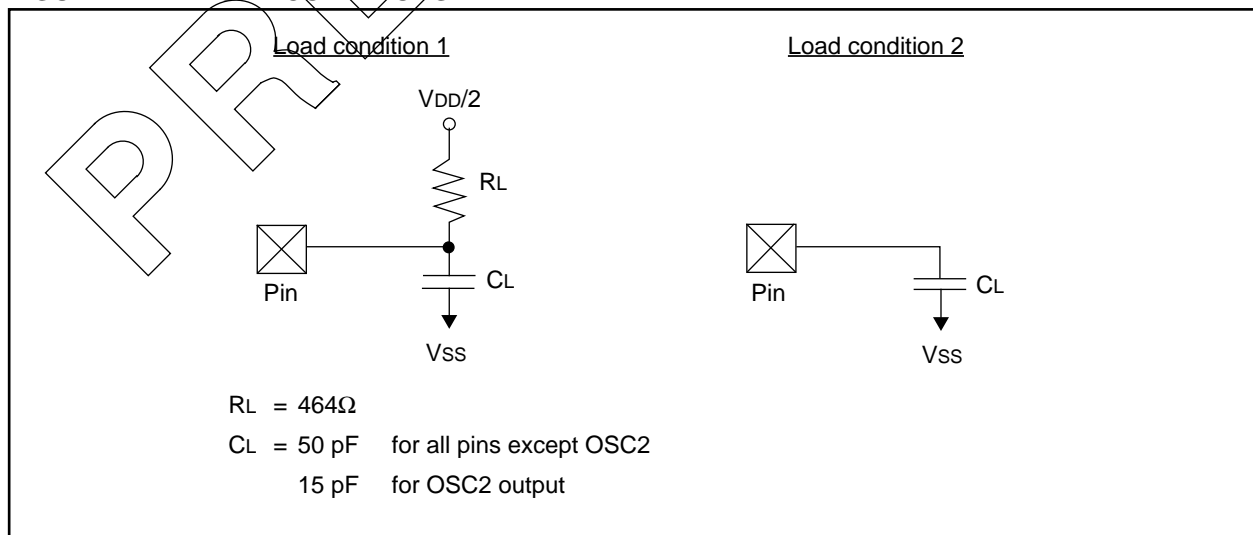 Load condition 1
Load condition 2
VDD/2
RL
CL
Pin
VSS
CL
Pin
VSS
RL = 464Ω
CL = 50 pF for all pins except OSC2
15 pF for OSC2 output